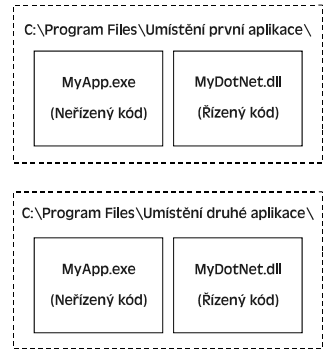 C:\Program Files\Umístění první aplikace\
MyApp.exe MyDotNet.dll
(Neřízený kód) (Řízený kód)
C:\Program Files\Umístění druhé aplikace\
MyApp.exe MyDotNet.dll
(Neřízený kód) (Řízený kód)